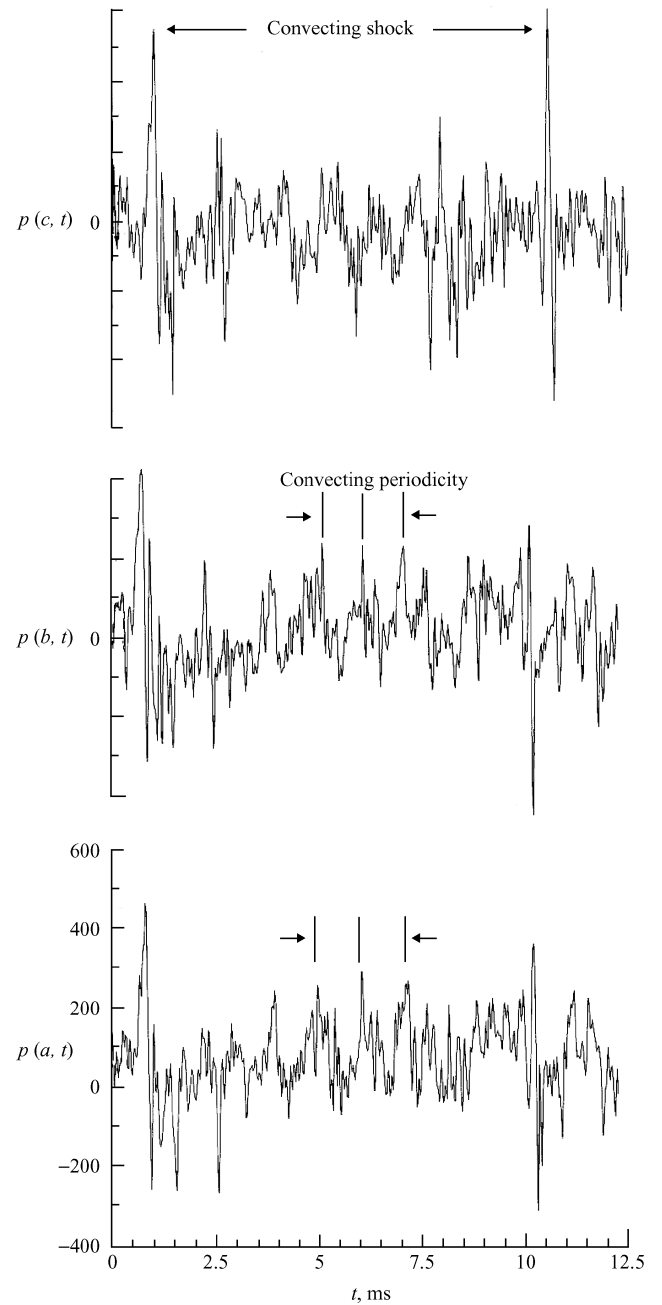 Convecting shock
p (c, t) 0
Convecting periodicity
p (b, t) 0
600
400
200
p (a, t)
0
−200
−400
0 2.5 5 7.5 10 12.5
t, ms